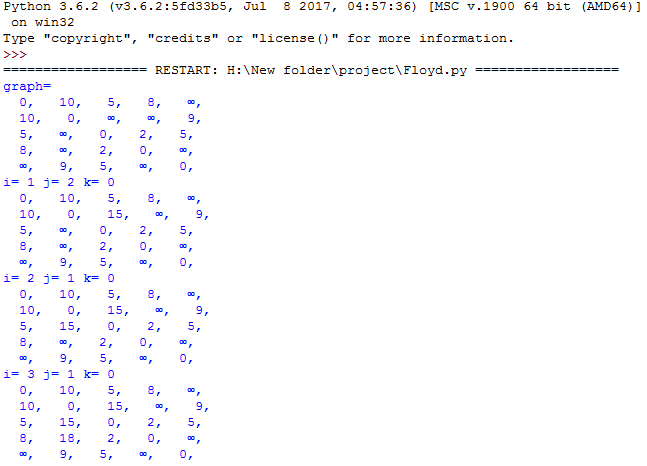 Python 3.6.2 (v3.6.2:5fd33b5, Jul  8 2017, 04:57:36) [MSC v.1900 64 bit (AMD64)]
 on win32
Type "copyright", "credits" or "license()" for more information.
>>>
================== RESTART: H:\New folder\project\Floyd.py ==================
graph=
  0,   10,   5,   8,   ∞,
 10,   0,   ∞,   ∞,   9,
 5,   ∞,   0,   2,   5,
 8,   ∞,   2,   0,   ∞,
 ∞,   9,   5,   ∞,   0,
i= 1 j= 2 k= 0
  0,   10,   5,   8,   ∞,
 10,   0,   15,   ∞,   9,
 5,   ∞,   0,   2,   5,
 8,   ∞,   2,   0,   ∞,
 ∞,   9,   5,   ∞,   0,
i= 2 j= 1 k= 0
  0,   10,   5,   8,   ∞,
 10,   0,   15,   ∞,   9,
 5,   15,   0,   2,   5,
 8,   ∞,   2,   0,   ∞,
 ∞,   9,   5,   ∞,   0,
i= 3 j= 1 k= 0
  0,   10,   5,   8,   ∞,
 10,   0,   15,   ∞,   9,
 5,   15,   0,   2,   5,
 8,   18,   2,   0,   ∞,
 ∞,   9,   5,   ∞,   0,